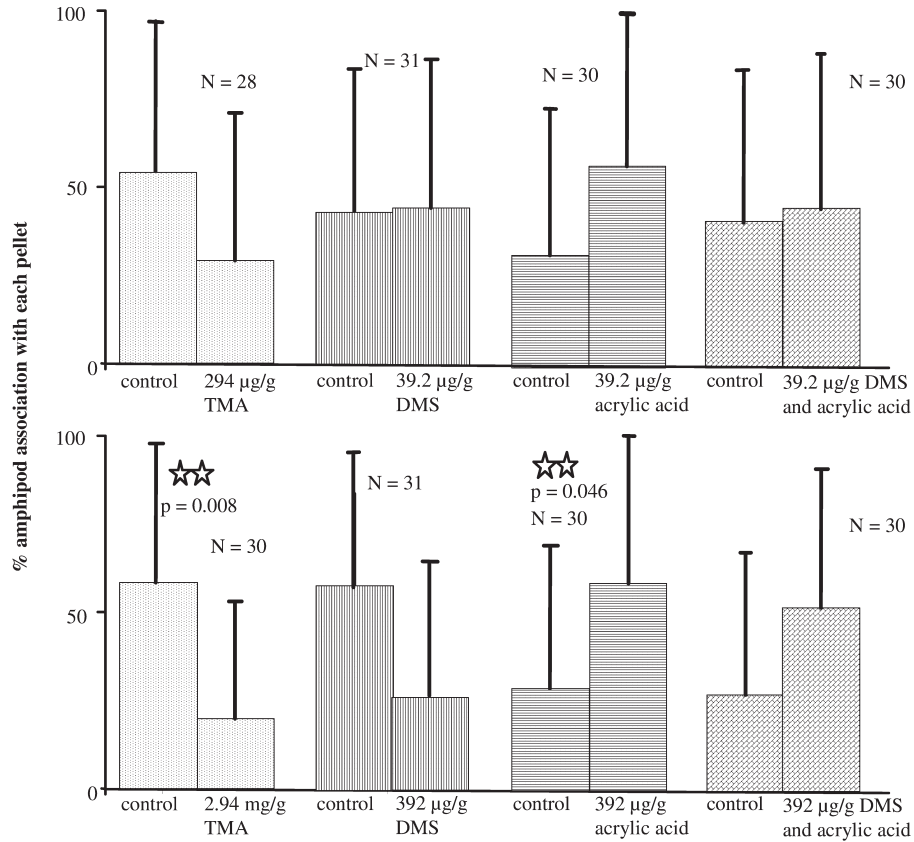 % amphipod association with each pellet
100
50
0
N = 28
N = 31
N = 30
N = 30
control
294 µg/g
TMA
control
39.2 µg/g
DMS
control
39.2 µg/g
acrylic acid
control
39.2 µg/g DMS
and acrylic acid
100
50
0
p = 0.008
N = 30
N = 31
p = 0.046
N = 30
N = 30
control
2.94 mg/g
TMA
control
392 µg/g
DMS
control
392 µg/g
acrylic acid
control
392 µg/g DMS
and acrylic acid